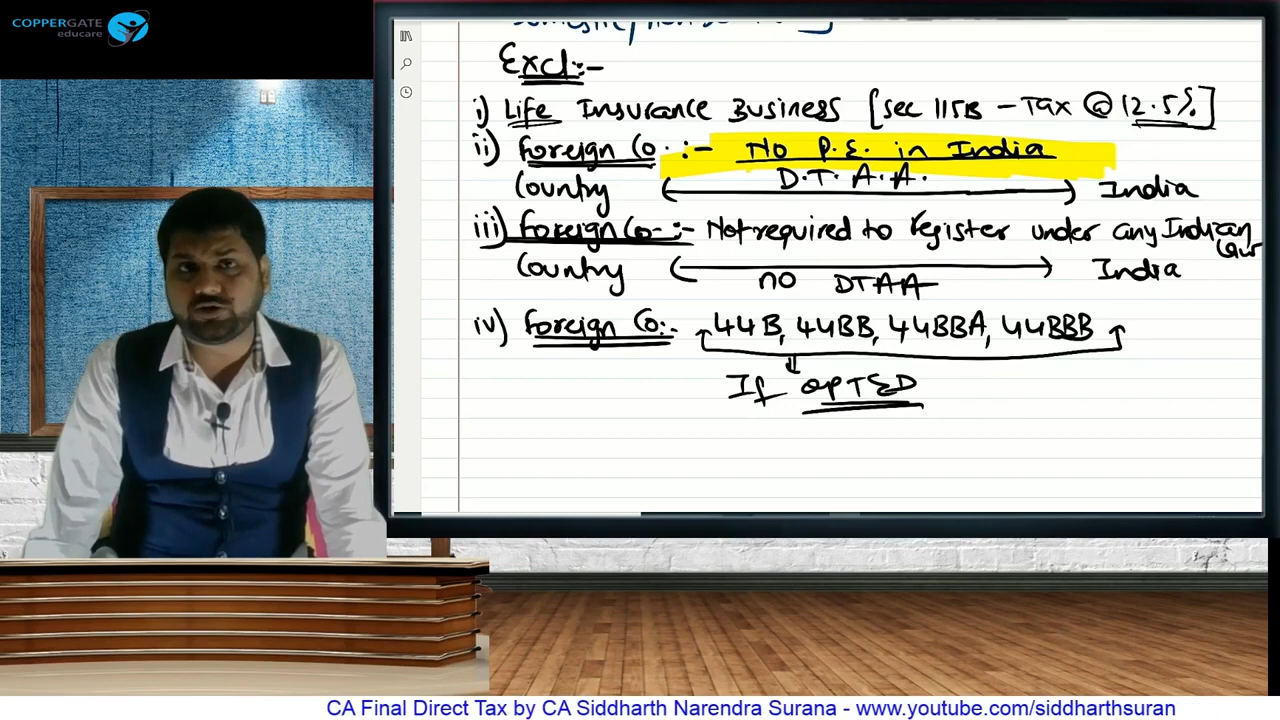 COPPERGATE
educare
Excl:-
i) Life Insurance Business [Sec 115B - Tax @ 12.5%]
ii) Foreign Co. :- No P.E. in India
Country D.T.A.A. India
iii) Foreign Co- :- Not required to register under any Indian Law
Country no DTAA India
iv) Foreign Co:- 44B, 44BB, 44BBA, 44BBB
If OPTED
CA Final Direct Tax by CA Siddharth Narendra Surana - www.youtube.com/siddharthsuran